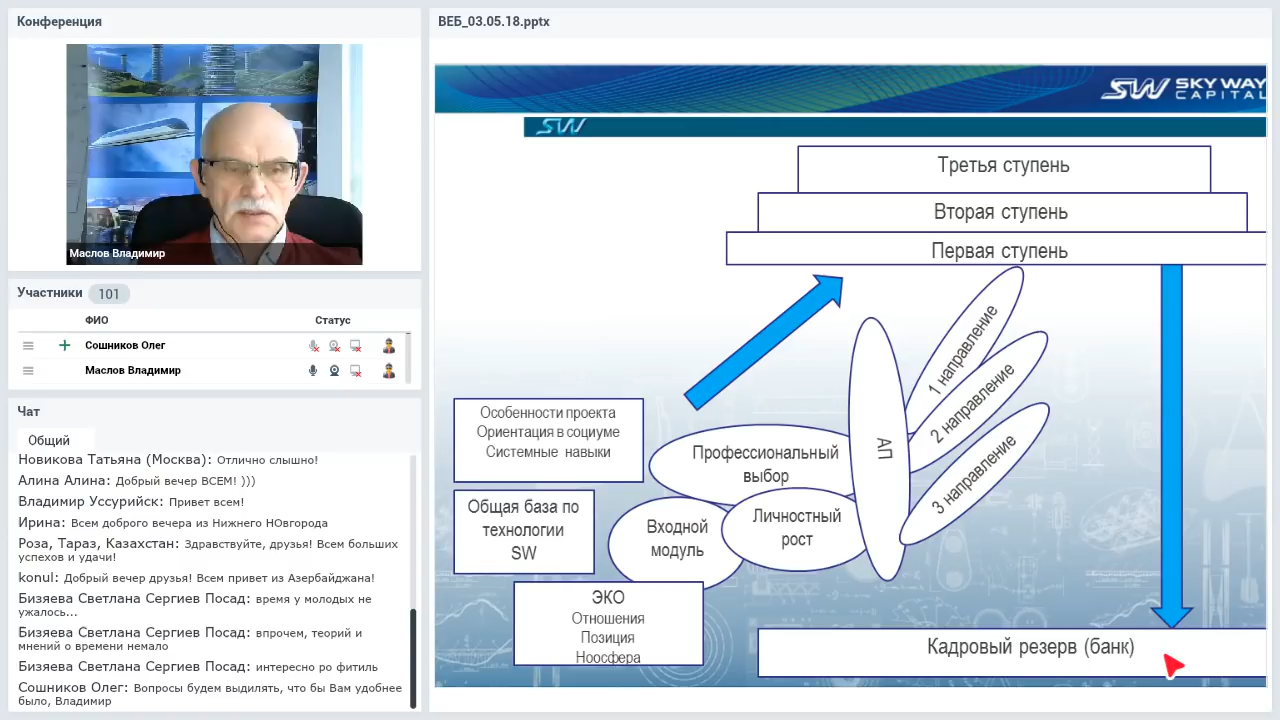 Конференция
Маслов Владимир
Участники 101
ФИО Статус
Сошников Олег
Маслов Владимир
Чат
Общий
Новикова Татьяна (Москва): Отлично слышно!
Алина Алина: Добрый вечер ВСЕМ! )))
Владимир Уссурийск: Привет всем!
Ирина: Всем доброго вечера из Нижнего НОвгорода
Роза, Тараз, Казахстан: Здравствуйте, друзья! Всем больших
успехов и удачи!
konul: Добрый вечер друзья! Всем привет из Азербайджана!
Бизяева Светлана Сергиев Посад: время у молодых не
ужалось...
Бизяева Светлана Сергиев Посад: впрочем, теорий и
мнений о времени немало
Бизяева Светлана Сергиев Посад: интересно ро фитиль
Сошников Олег: Вопросы будем выдилять, что бы Вам удобнее
было, Владимир
ВЕБ_03.05.18.pptx
SW SKY WAY
CAPITAL
SW
Третья ступень
Вторая ступень
Первая ступень
1 направление
2 направление
3 направление
АП
Особенности проекта
Ориентация в социуме
Системные навыки
Профессиональный
выбор
Общая база по
технологии
SW
Входной
модуль
Личностный
рост
ЭКО
Отношения
Позиция
Ноосфера
Кадровый резерв (банк)